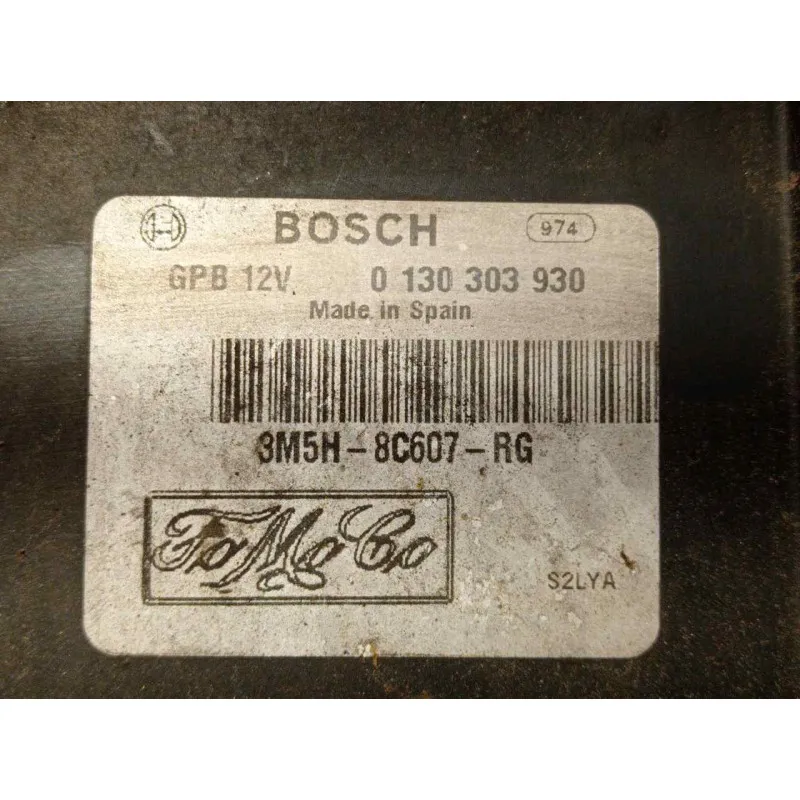 BOSCH 974
GPB 12V 0 130 303 930
Made in Spain
3M5H-8C607-RG
FoMoCo
S2LYA